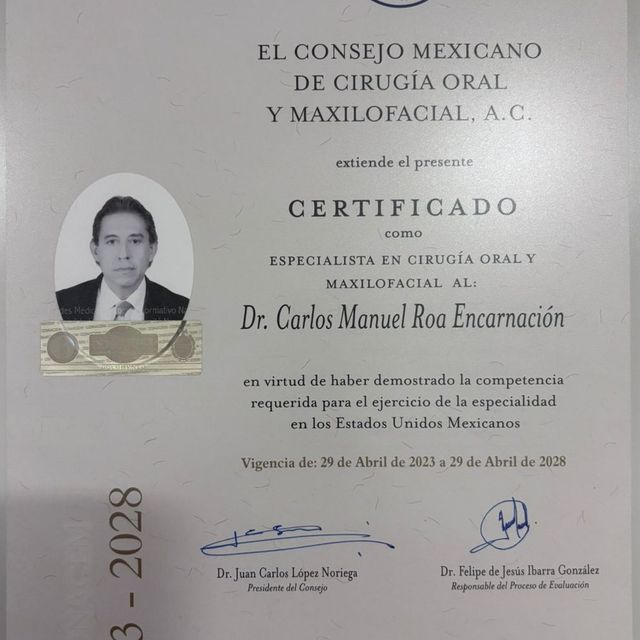 EL CONSEJO MEXICANO
DE CIRUGÍA ORAL
Y MAXILOFACIAL, A.C.
extiende el presente
CERTIFICADO
como
ESPECIALISTA EN CIRUGÍA ORAL Y
MAXILOFACIAL AL:
Dr. Carlos Manuel Roa Encarnación
en virtud de haber demostrado la competencia
requerida para el ejercicio de la especialidad
en los Estados Unidos Mexicanos
Vigencia de: 29 de Abril de 2023 a 29 de Abril de 2028
Dr. Juan Carlos López Noriega
Presidente del Consejo
Dr. Felipe de Jesús Ibarra González
Responsable del Proceso de Evaluación
3 - 2028